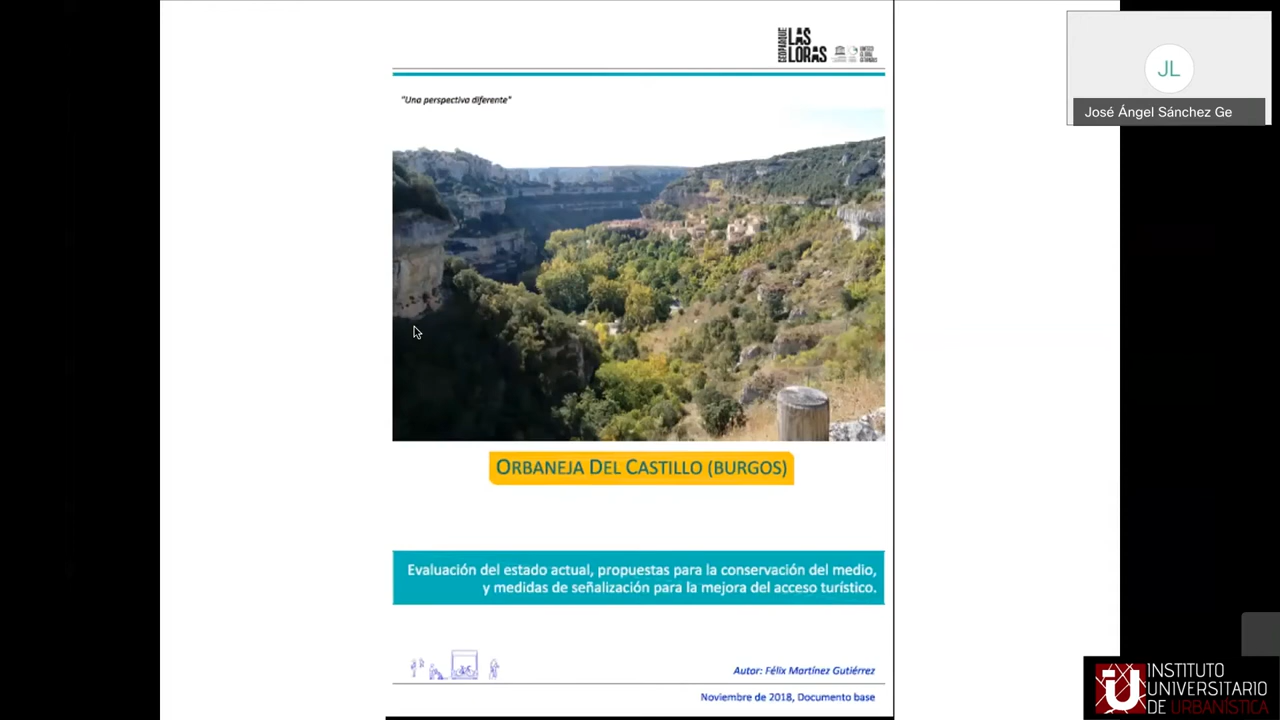 GEOPARQUE
LAS
LORAS
"Una perspectiva diferente"
JL
José Ángel Sánchez Ge
ORBANEJA DEL CASTILLO (BURGOS)
Evaluación del estado actual, propuestas para la conservación del medio,
y medidas de señalización para la mejora del acceso turístico.
Autor: Félix Martínez Gutiérrez
Noviembre de 2018, Documento base
INSTITUTO
UNIVERSITARIO
DE URBANÍSTICA